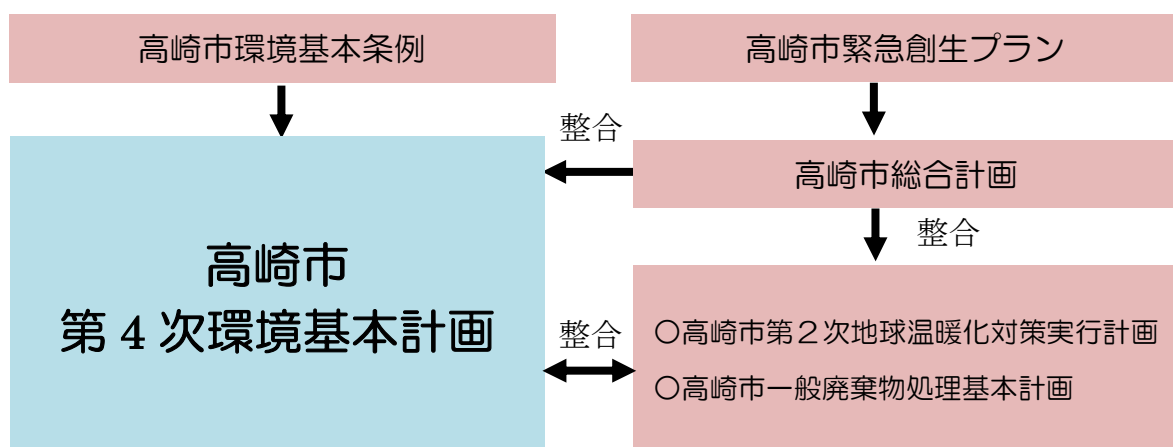 高崎市環境基本条例
高崎市緊急創生プラン
整合
高崎市総合計画
整合
高崎市
第4次環境基本計画
整合
○高崎市第２次地球温暖化対策実行計画
○高崎市一般廃棄物処理基本計画